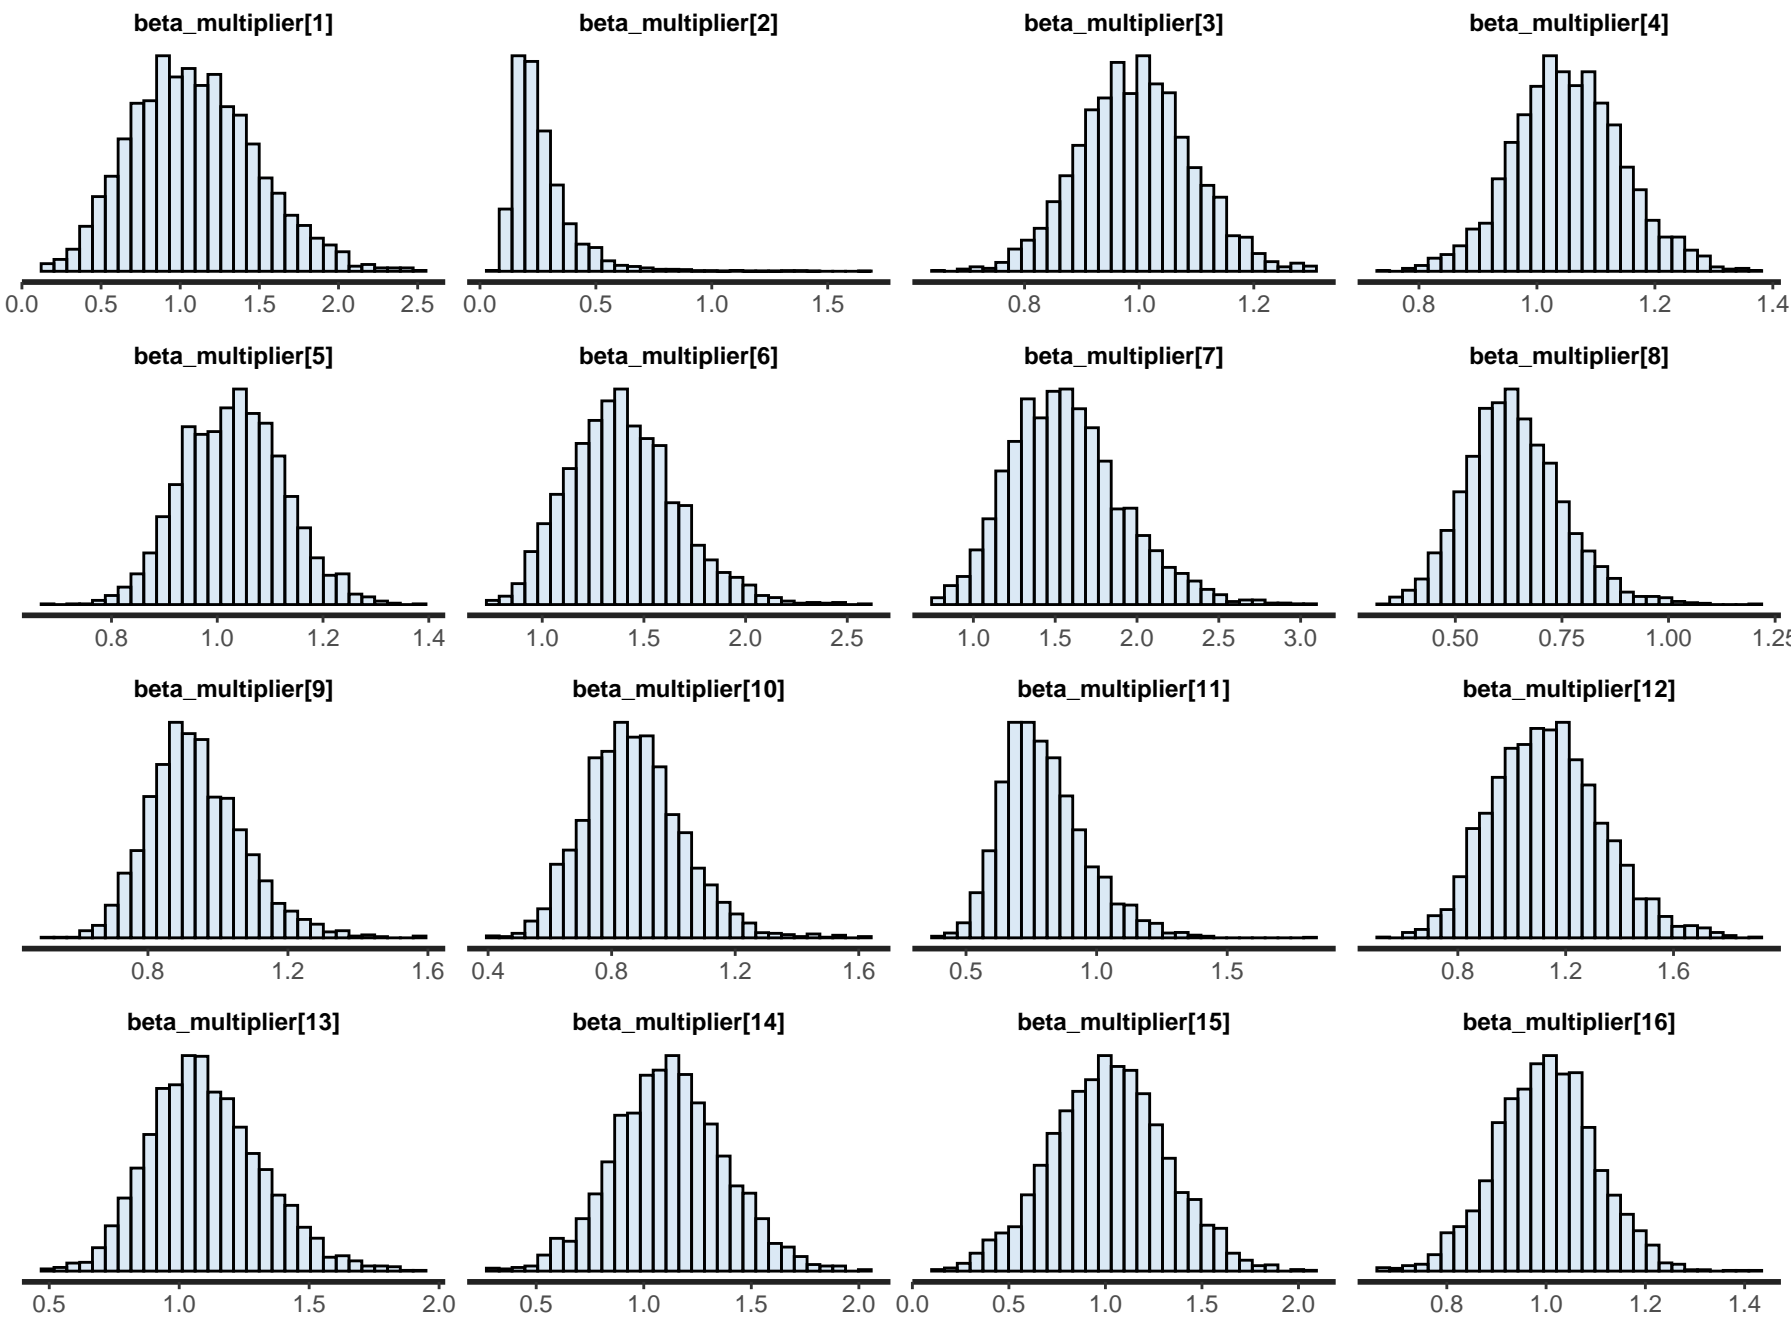 beta_multiplier[1] beta_multiplier[2] beta_multiplier[3] beta_multiplier[4]
0.0 0.5 1.0 1.5 2.0 2.5 0.0 0.5 1.0 1.5 0.8 1.0 1.2 0.8 1.0 1.2 1.4
beta_multiplier[5] beta_multiplier[6] beta_multiplier[7] beta_multiplier[8]
0.8 1.0 1.2 1.4 1.0 1.5 2.0 2.5 1.0 1.5 2.0 2.5 3.0 0.50 0.75 1.00 1.25
beta_multiplier[9] beta_multiplier[10] beta_multiplier[11] beta_multiplier[12]
0.8 1.2 1.6 0.4 0.8 1.2 1.6 0.5 1.0 1.5 0.8 1.2 1.6
beta_multiplier[13] beta_multiplier[14] beta_multiplier[15] beta_multiplier[16]
0.5 1.0 1.5 2.0 0.5 1.0 1.5 2.0 0.0 0.5 1.0 1.5 2.0 0.8 1.0 1.2 1.4